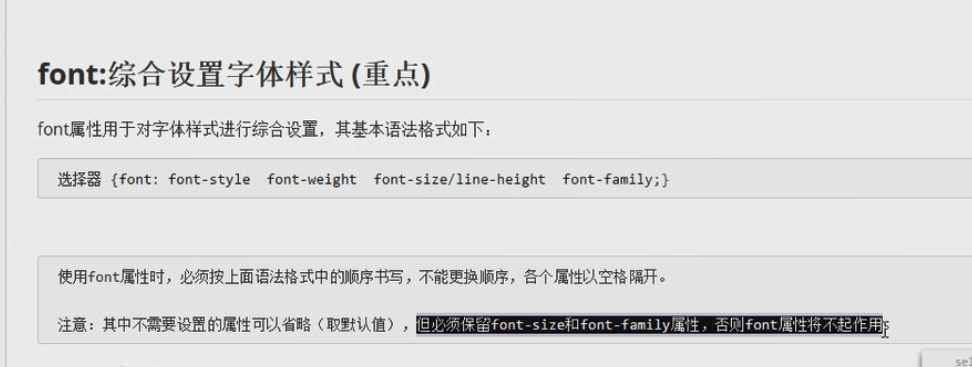 font:综合设置字体样式 (重点)
font属性用于对字体样式进行综合设置，其基本语法格式如下：
选择器 {font: font-style  font-weight  font-size/line-height  font-family;}
使用font属性时，必须按上面语法格式中的顺序书写，不能更换顺序，各个属性以空格隔开。
注意：其中不需要设置的属性可以省略（取默认值），但必须保留font-size和font-family属性，否则font属性将不起作用